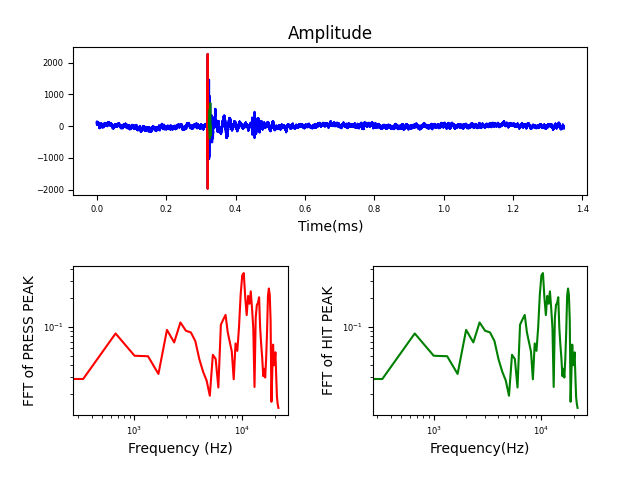 Amplitude
2000
1000
0
−1000
−2000
0.0 0.2 0.4 0.6 0.8 1.0 1.2 1.4
Time(ms)
FFT of PRESS PEAK
10⁻¹
10³ 10⁴
Frequency (Hz)
FFT of HIT PEAK
10⁻¹
10³ 10⁴
Frequency(Hz)